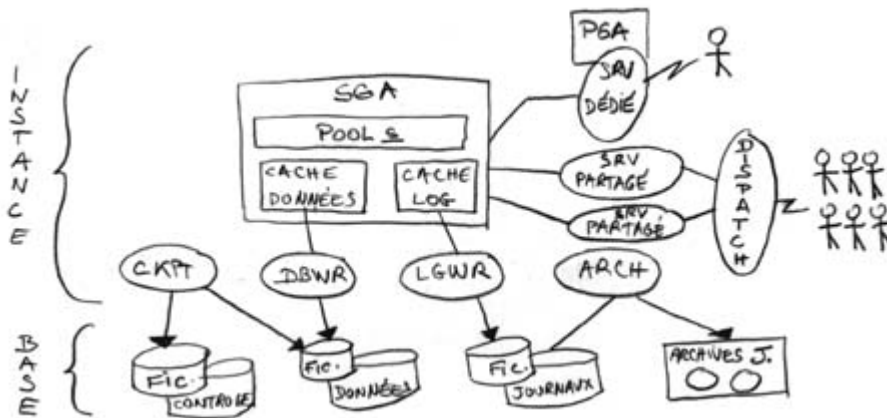 INSTANCE
PGA
SRV
DÉDIÉ
SGA
POOL S
CACHE
DONNÉES
CACHE
LOG
SRV
PARTAGÉ
SRV
PARTAGÉ
DISPATCH
CKPT
DBWR
LGWR
ARCH
BASE
Fic.
CONTROLE
Fic.
DONNÉES
Fic.
JOURNAUX
ARCHIVES J.